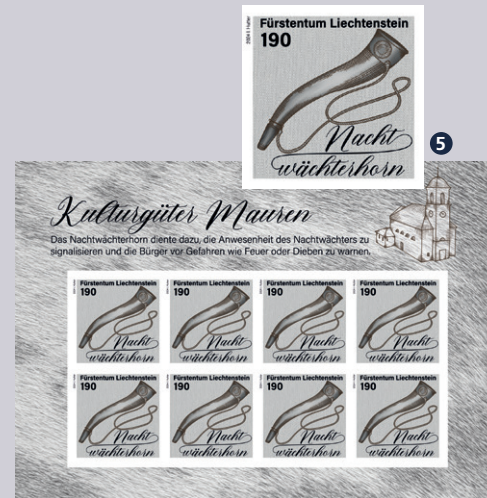 Fürstentum Liechtenstein
190
Nacht
wächterhorn
5
Kulturgüter Mauren
Das Nachtwächterhorn diente dazu, die Anwesenheit des Nachtwächters zu
signalisieren und die Bürger vor Gefahren wie Feuer oder Dieben zu warnen.
Fürstentum Liechtenstein
190
Nacht
wächterhorn
Fürstentum Liechtenstein
190
Nacht
wächterhorn
Fürstentum Liechtenstein
190
Nacht
wächterhorn
Fürstentum Liechtenstein
190
Nacht
wächterhorn
Fürstentum Liechtenstein
190
Nacht
wächterhorn
Fürstentum Liechtenstein
190
Nacht
wächterhorn
Fürstentum Liechtenstein
190
Nacht
wächterhorn
Fürstentum Liechtenstein
190
Nacht
wächterhorn